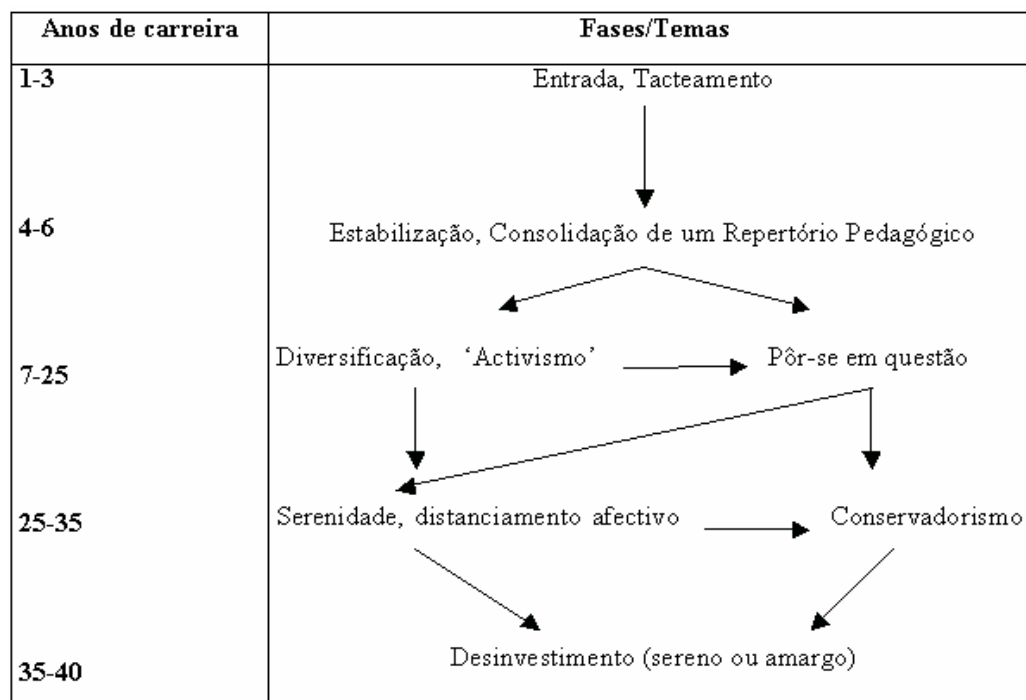 Anos de carreira Fases/Temas
1-3 Entrada, Tacteamento
4-6 Estabilização, Consolidação de um Repertório Pedagógico
7-25 Diversificação, ‘Activismo’ Pôr-se em questão
25-35 Serenidade, distanciamento afectivo Conservadorismo
35-40 Desinvestimento (sereno ou amargo)